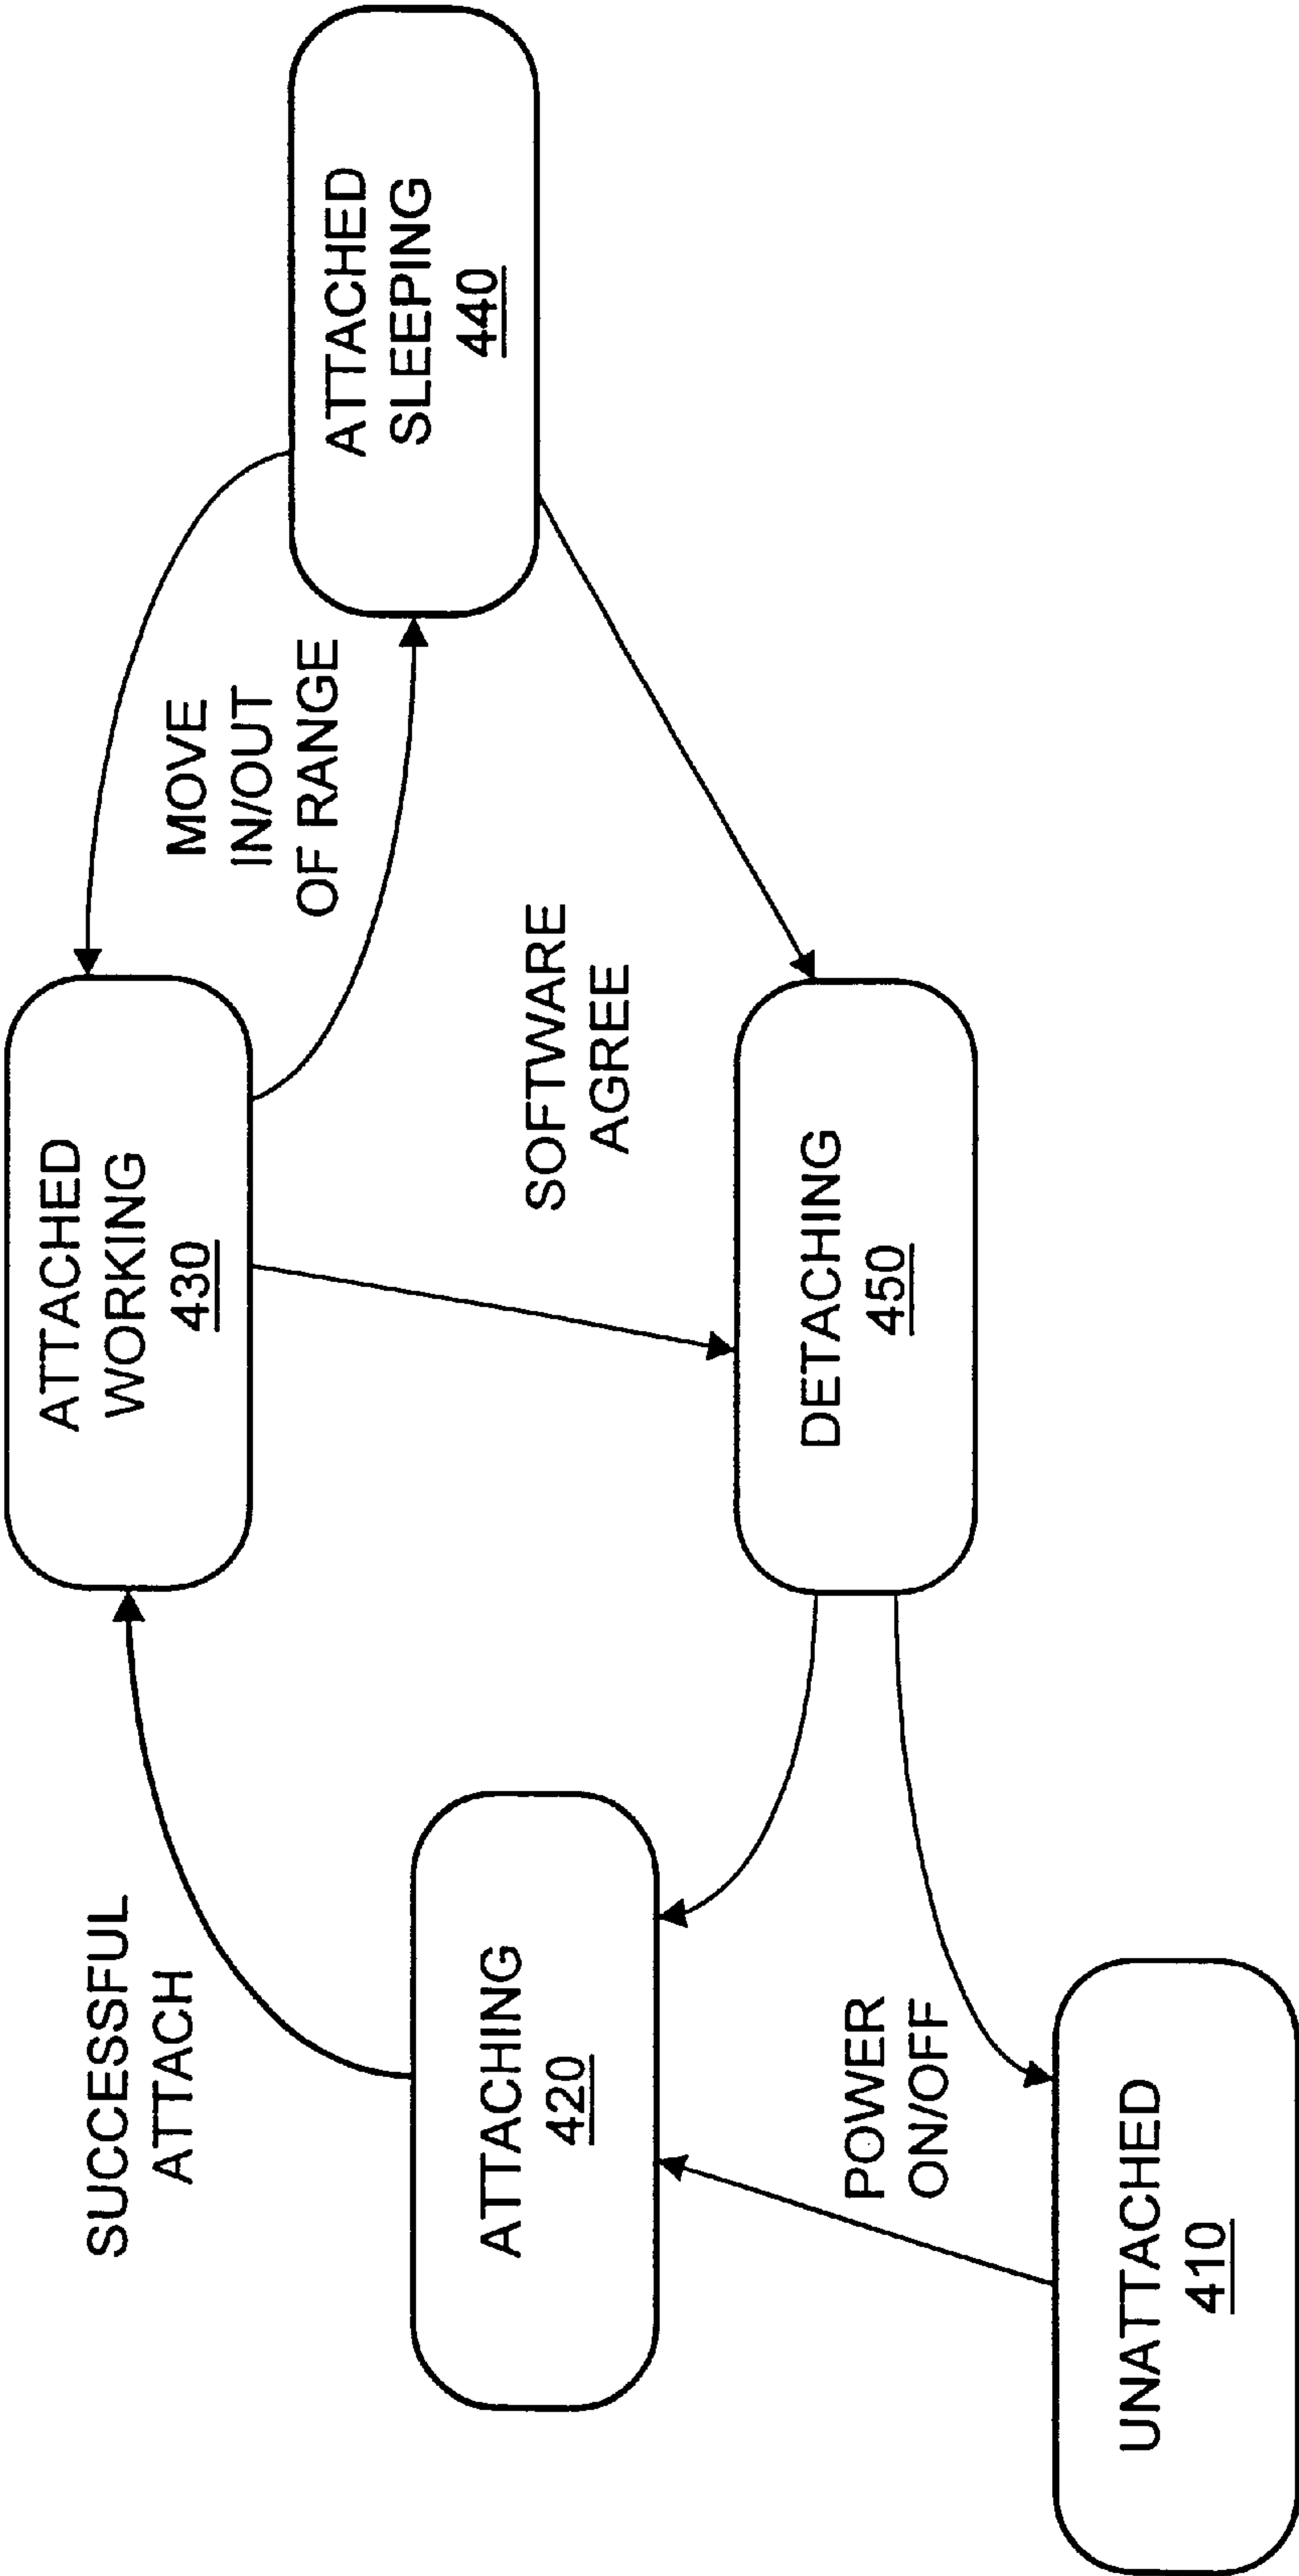 ATTACHED
WORKING
430
SUCCESSFUL
ATTACH
MOVE
IN/OUT
OF RANGE
ATTACHED
SLEEPING
440
ATTACHING
420
SOFTWARE
AGREE
DETACHING
450
POWER
ON/OFF
UNATTACHED
410